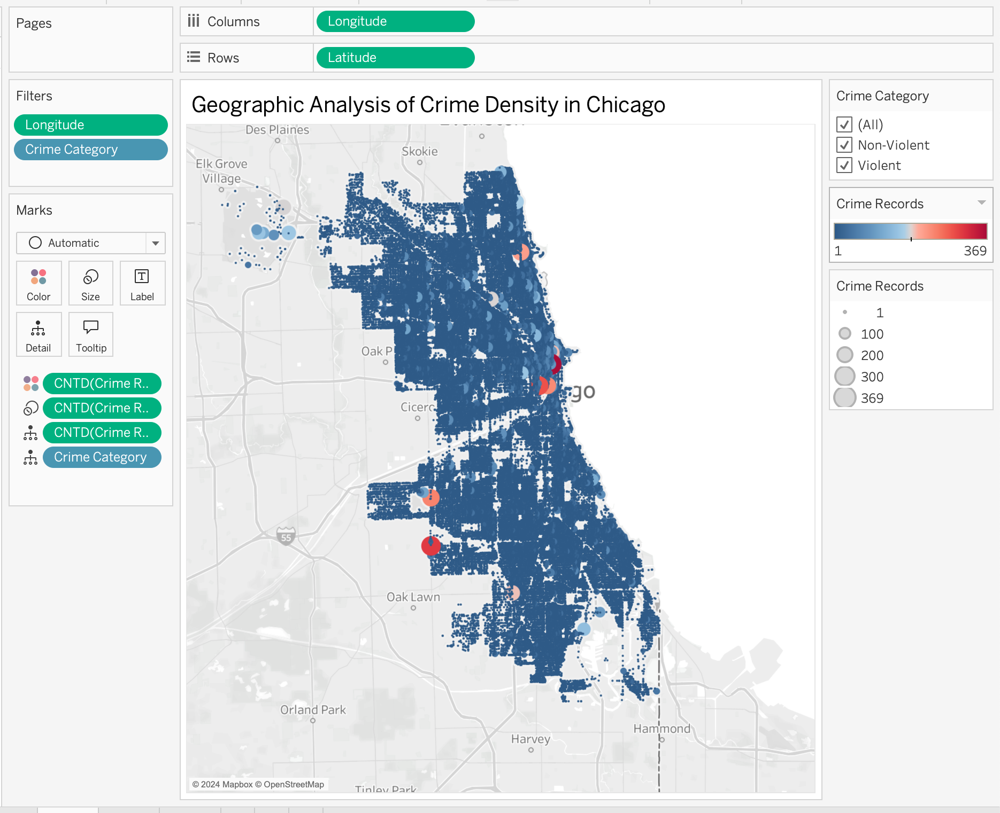 Pages
Columns
Longitude
Rows
Latitude
Filters
Longitude
Crime Category
Marks
Automatic
Color
Size
Label
Detail
Tooltip
CNTD(Crime R..
CNTD(Crime R..
CNTD(Crime R..
Crime Category
Geographic Analysis of Crime Density in Chicago
Des Plaines
Evanston
Skokie
Elk Grove
Village
Oak P
go
Cicero
55
Oak Lawn
Orland Park
Hammond
Harvey
Tinley Park
© 2024 Mapbox © OpenStreetMap
Crime Category
(All)
Non-Violent
Violent
Crime Records
1
369
Crime Records
1
100
200
300
369